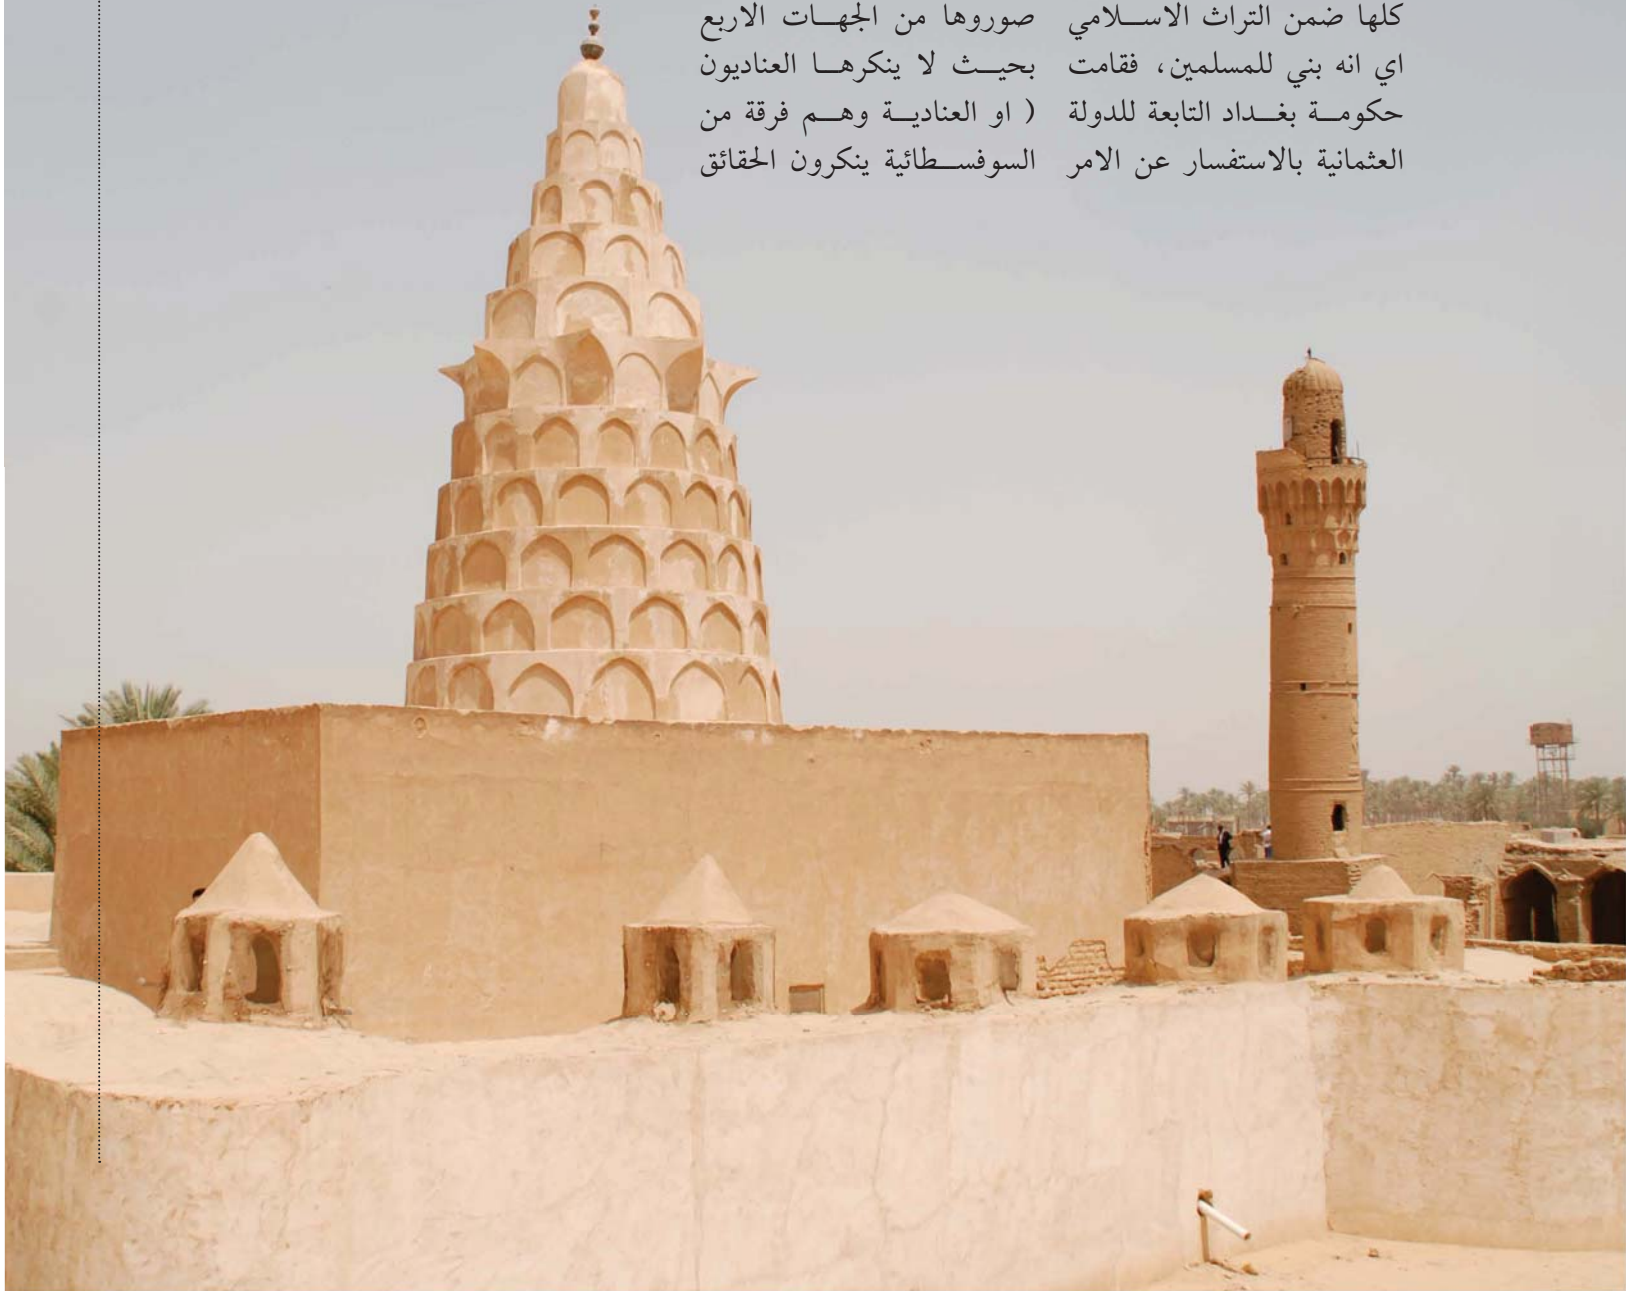 كلها ضمن التراث الاسلامي
اي انه بني للمسلمين، فقامت
حكومة بغداد التابعة للدولة
العثمانية بالاستفسار عن الامر
صوروها من الجهات الاربع
بحيث لا ينكرها العناديون
( او العنادية وهم فرقة من
السوفسطائية ينكرون الحقائق